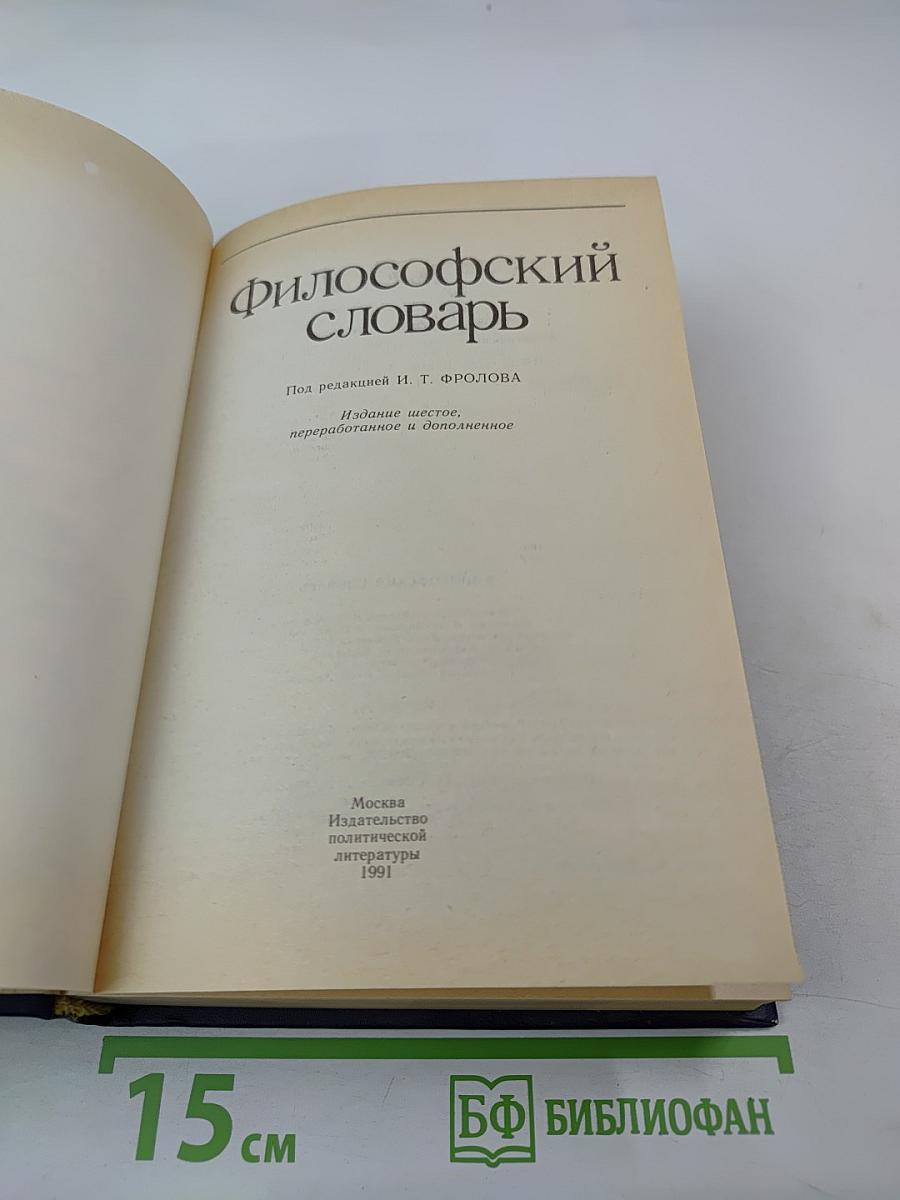 Философский
словарь
Под редакцией И. Т. ФРОЛОВА
Издание шестое,
переработанное и дополненное
Москва
Издательство
политической
литературы
1991
15 см
БФ БИБЛИОФАН